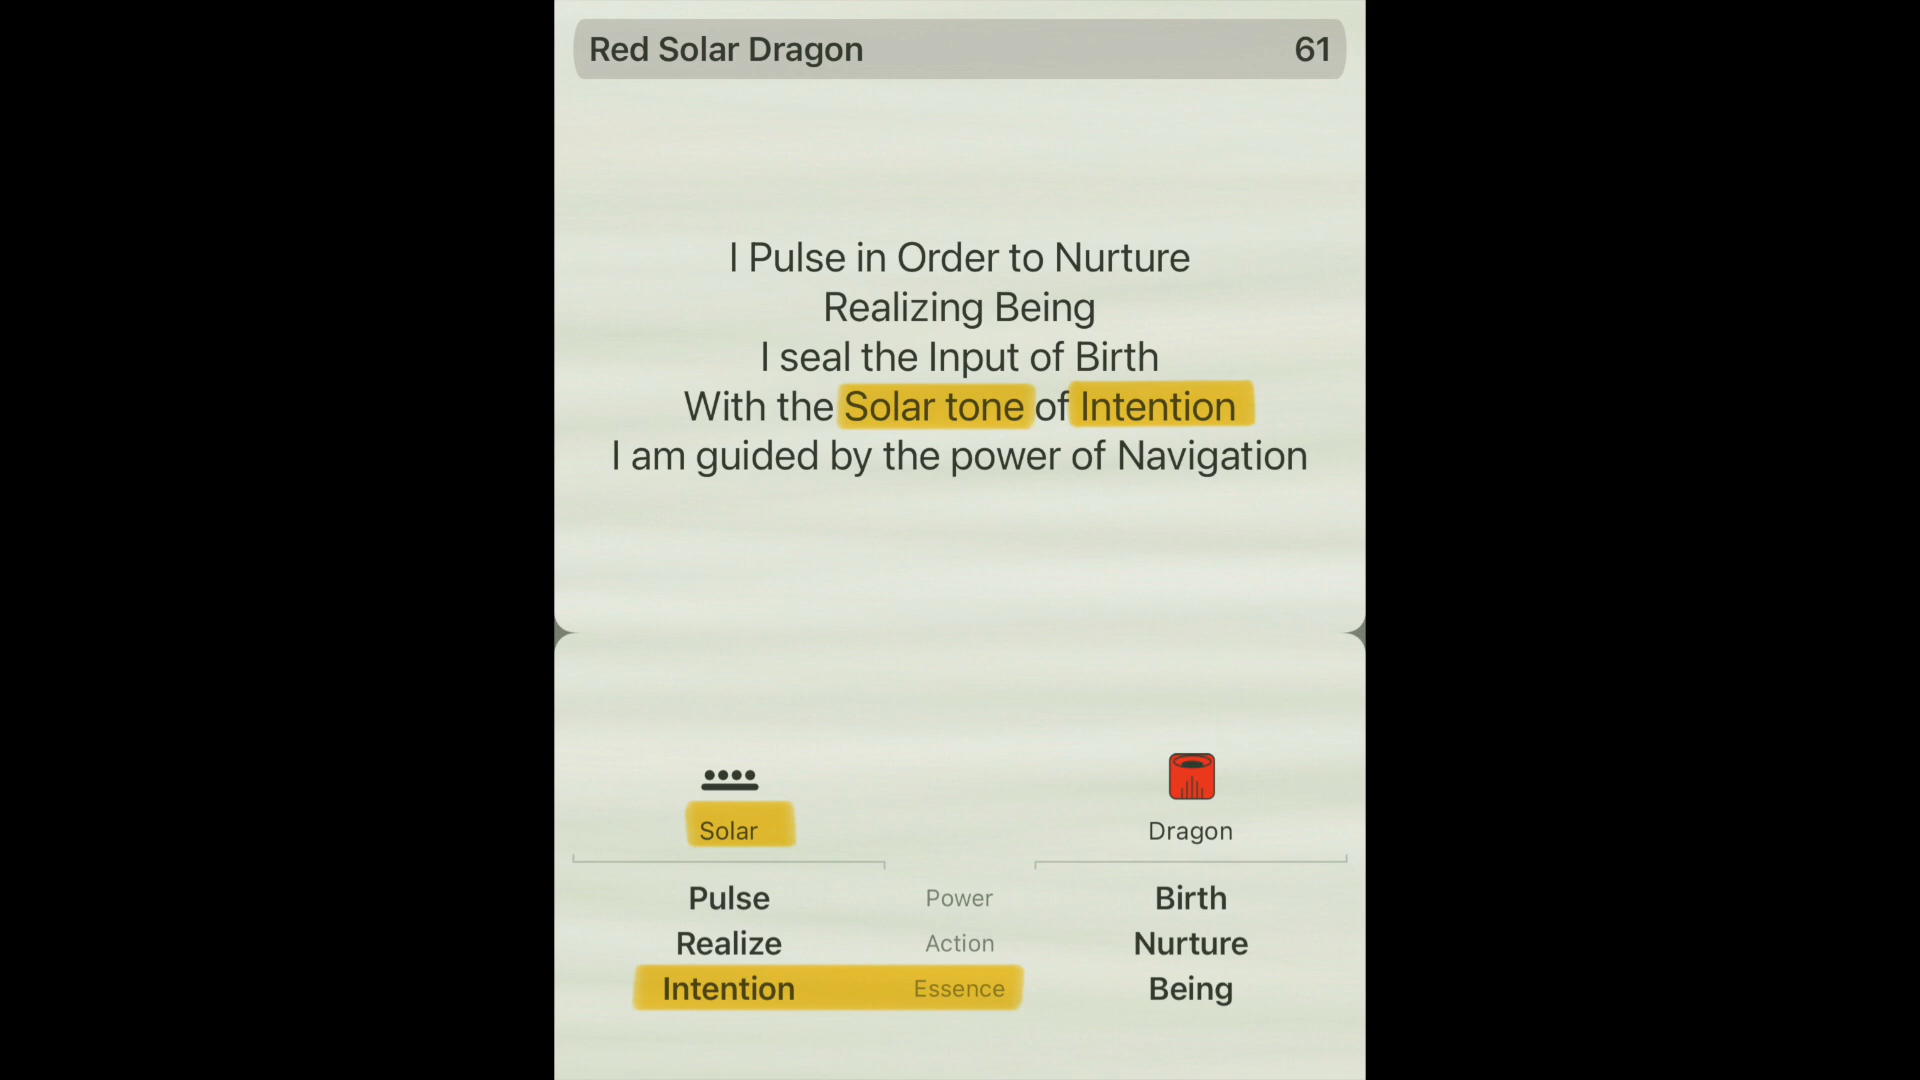 Red Solar Dragon 61
I Pulse in Order to Nurture
Realizing Being
I seal the Input of Birth
With the Solar tone of Intention
I am guided by the power of Navigation
Solar Dragon
Pulse Power Birth
Realize Action Nurture
Intention Essence Being